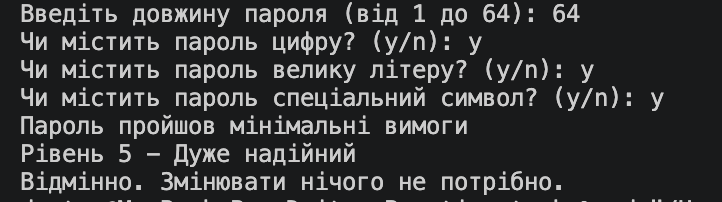 Введіть довжину пароля (від 1 до 64): 64
Чи містить пароль цифру? (y/n): y
Чи містить пароль велику літеру? (y/n): y
Чи містить пароль спеціальний символ? (y/n): y
Пароль пройшов мінімальні вимоги
Рівень 5 – Дуже надійний
Відмінно. Змінювати нічого не потрібно.